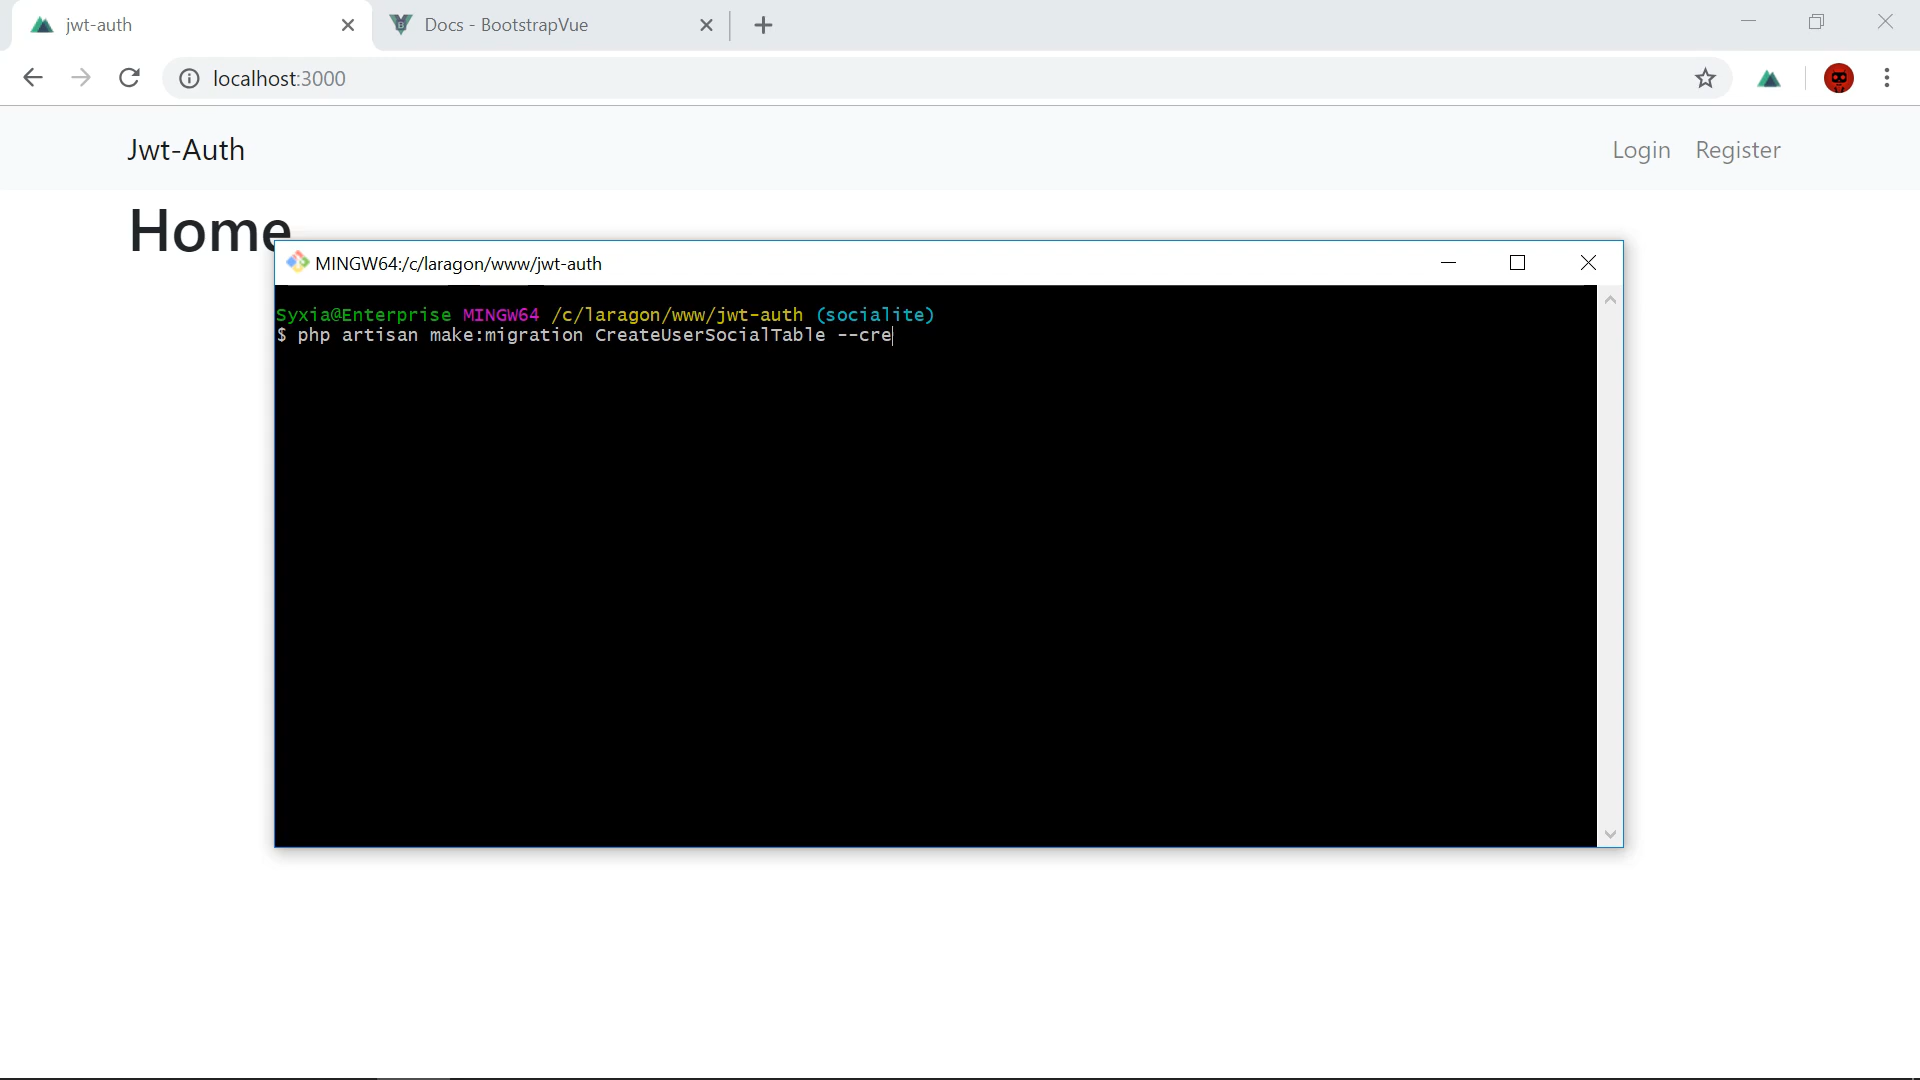 jwt-auth
Docs - BootstrapVue
localhost:3000
Jwt-Auth
Login Register
Home
MINGW64:/c/laragon/www/jwt-auth
Syxia@Enterprise MINGW64 /c/laragon/www/jwt-auth (socialite)
$ php artisan make:migration CreateUserSocialTable --cre